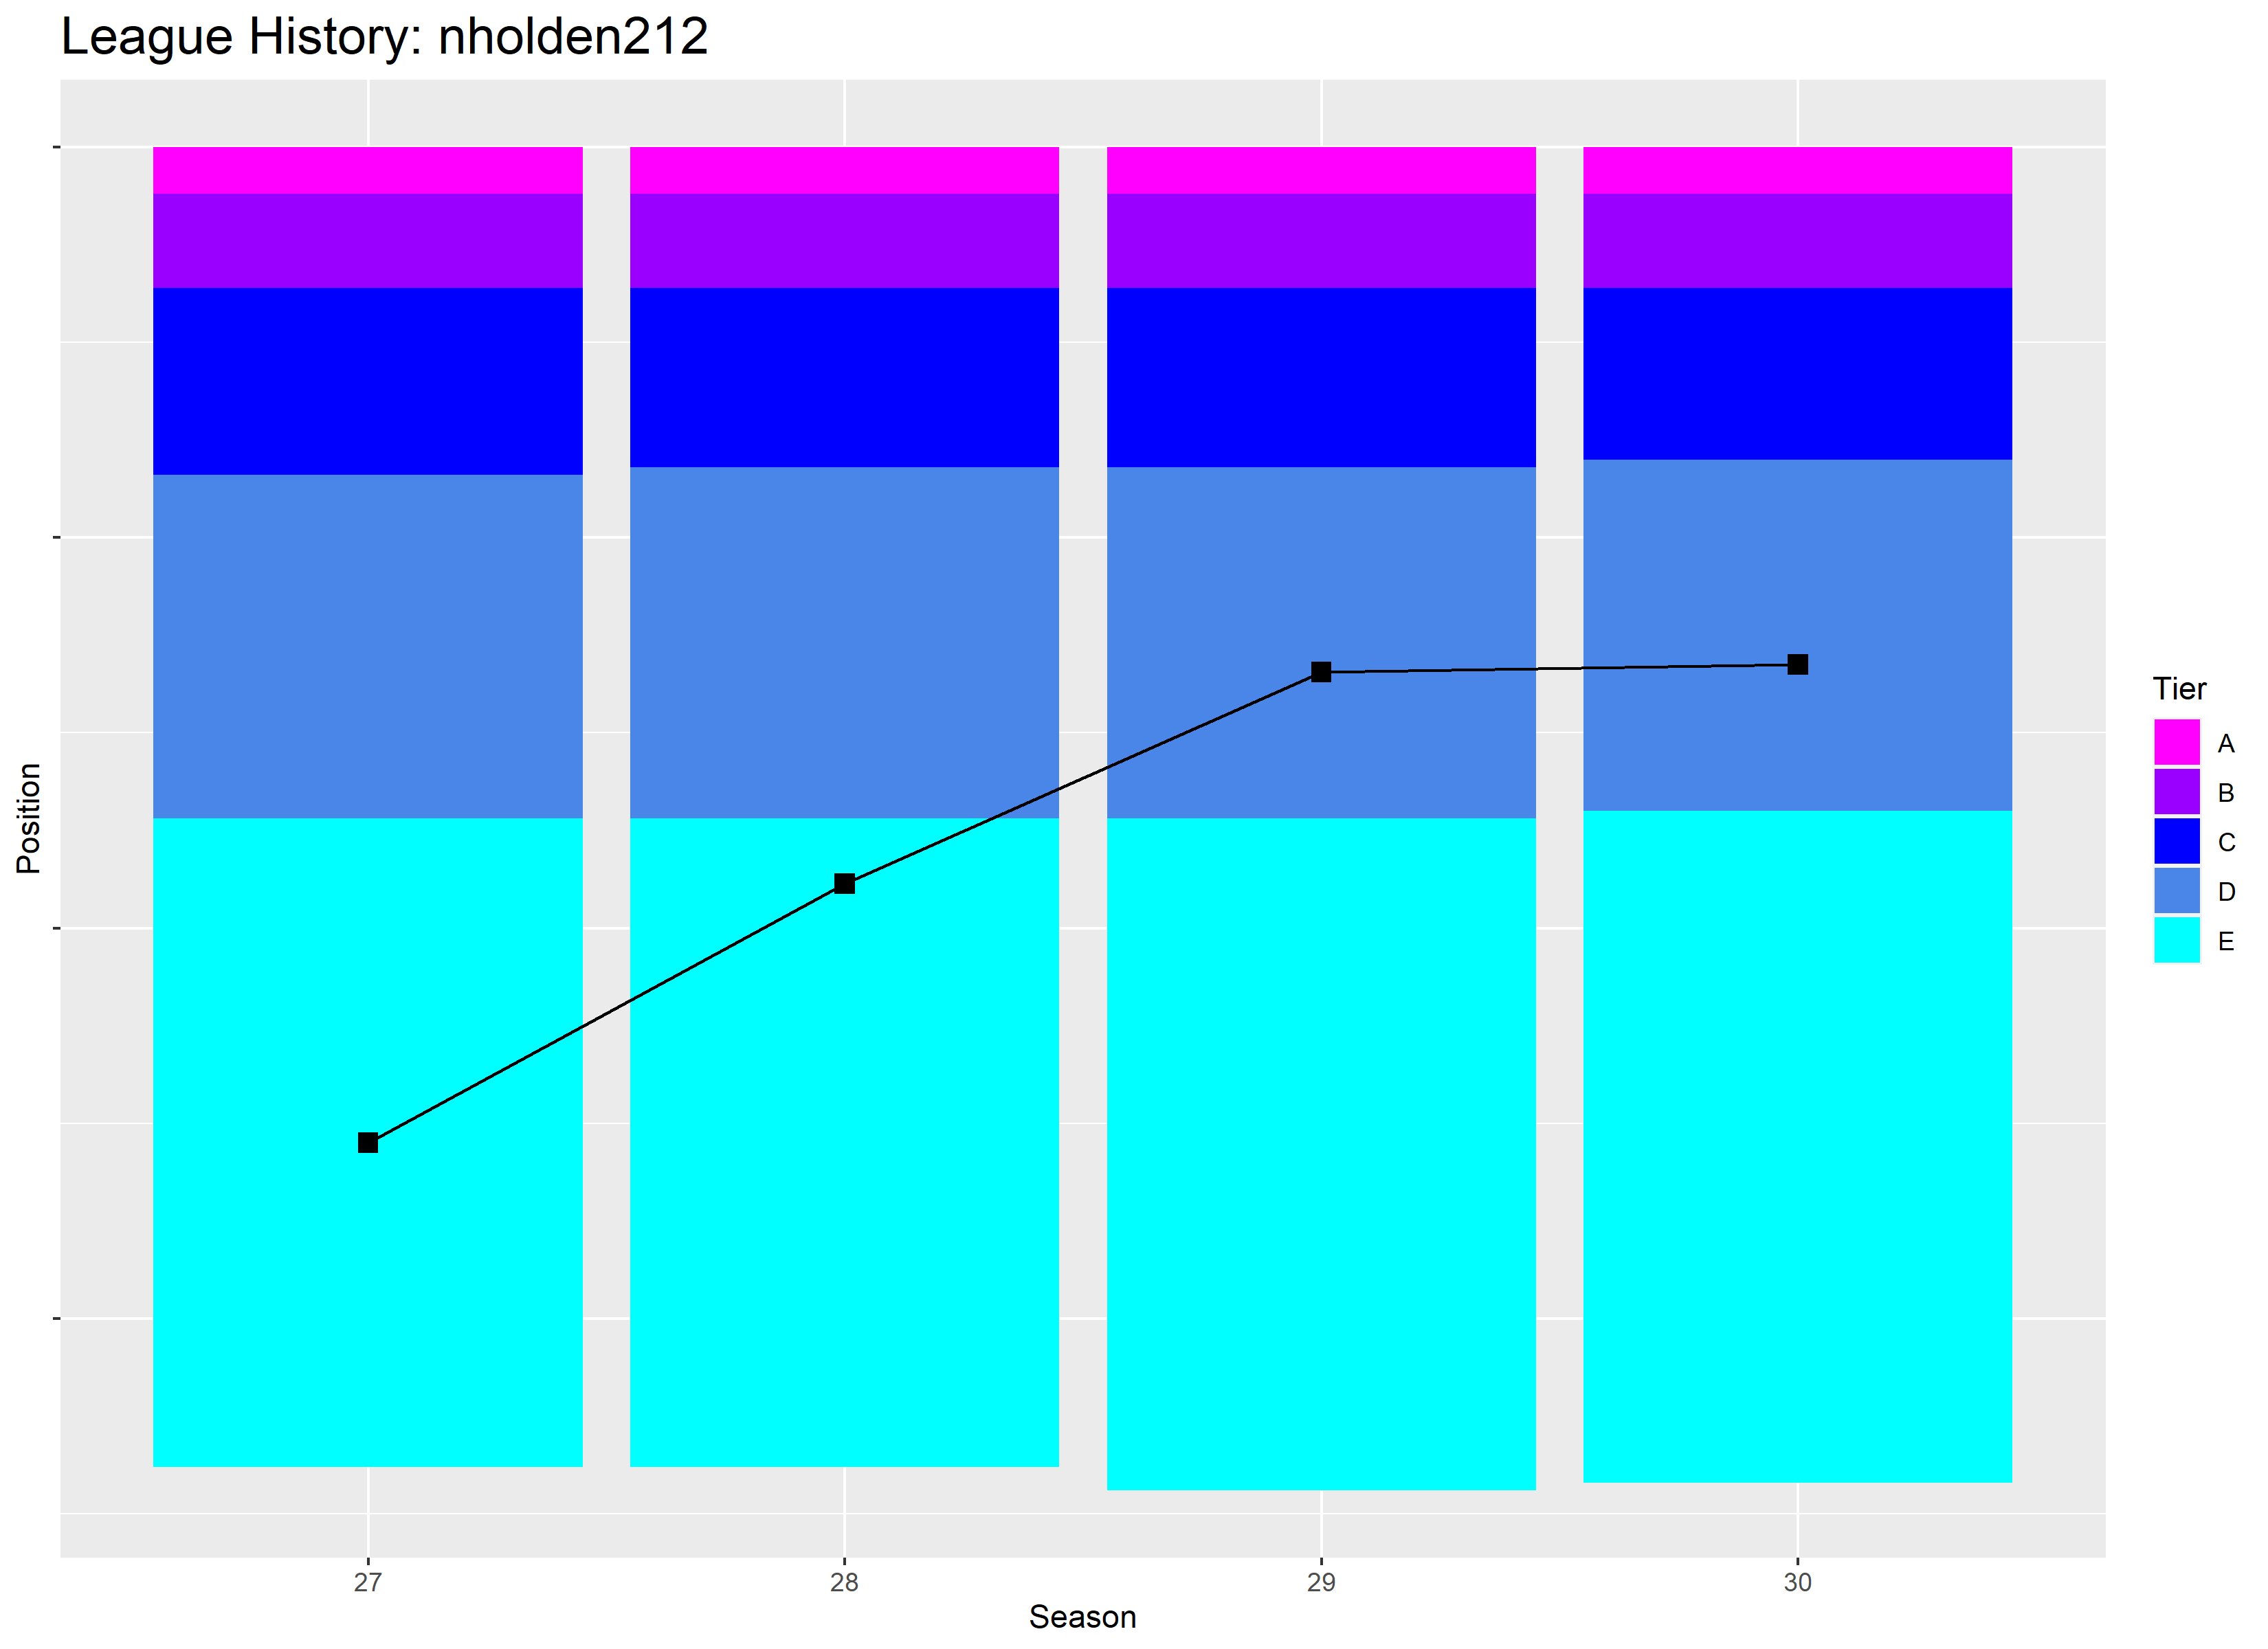 League History: nholden212
Position
Tier
A
B
C
D
E
27 28 29 30
Season